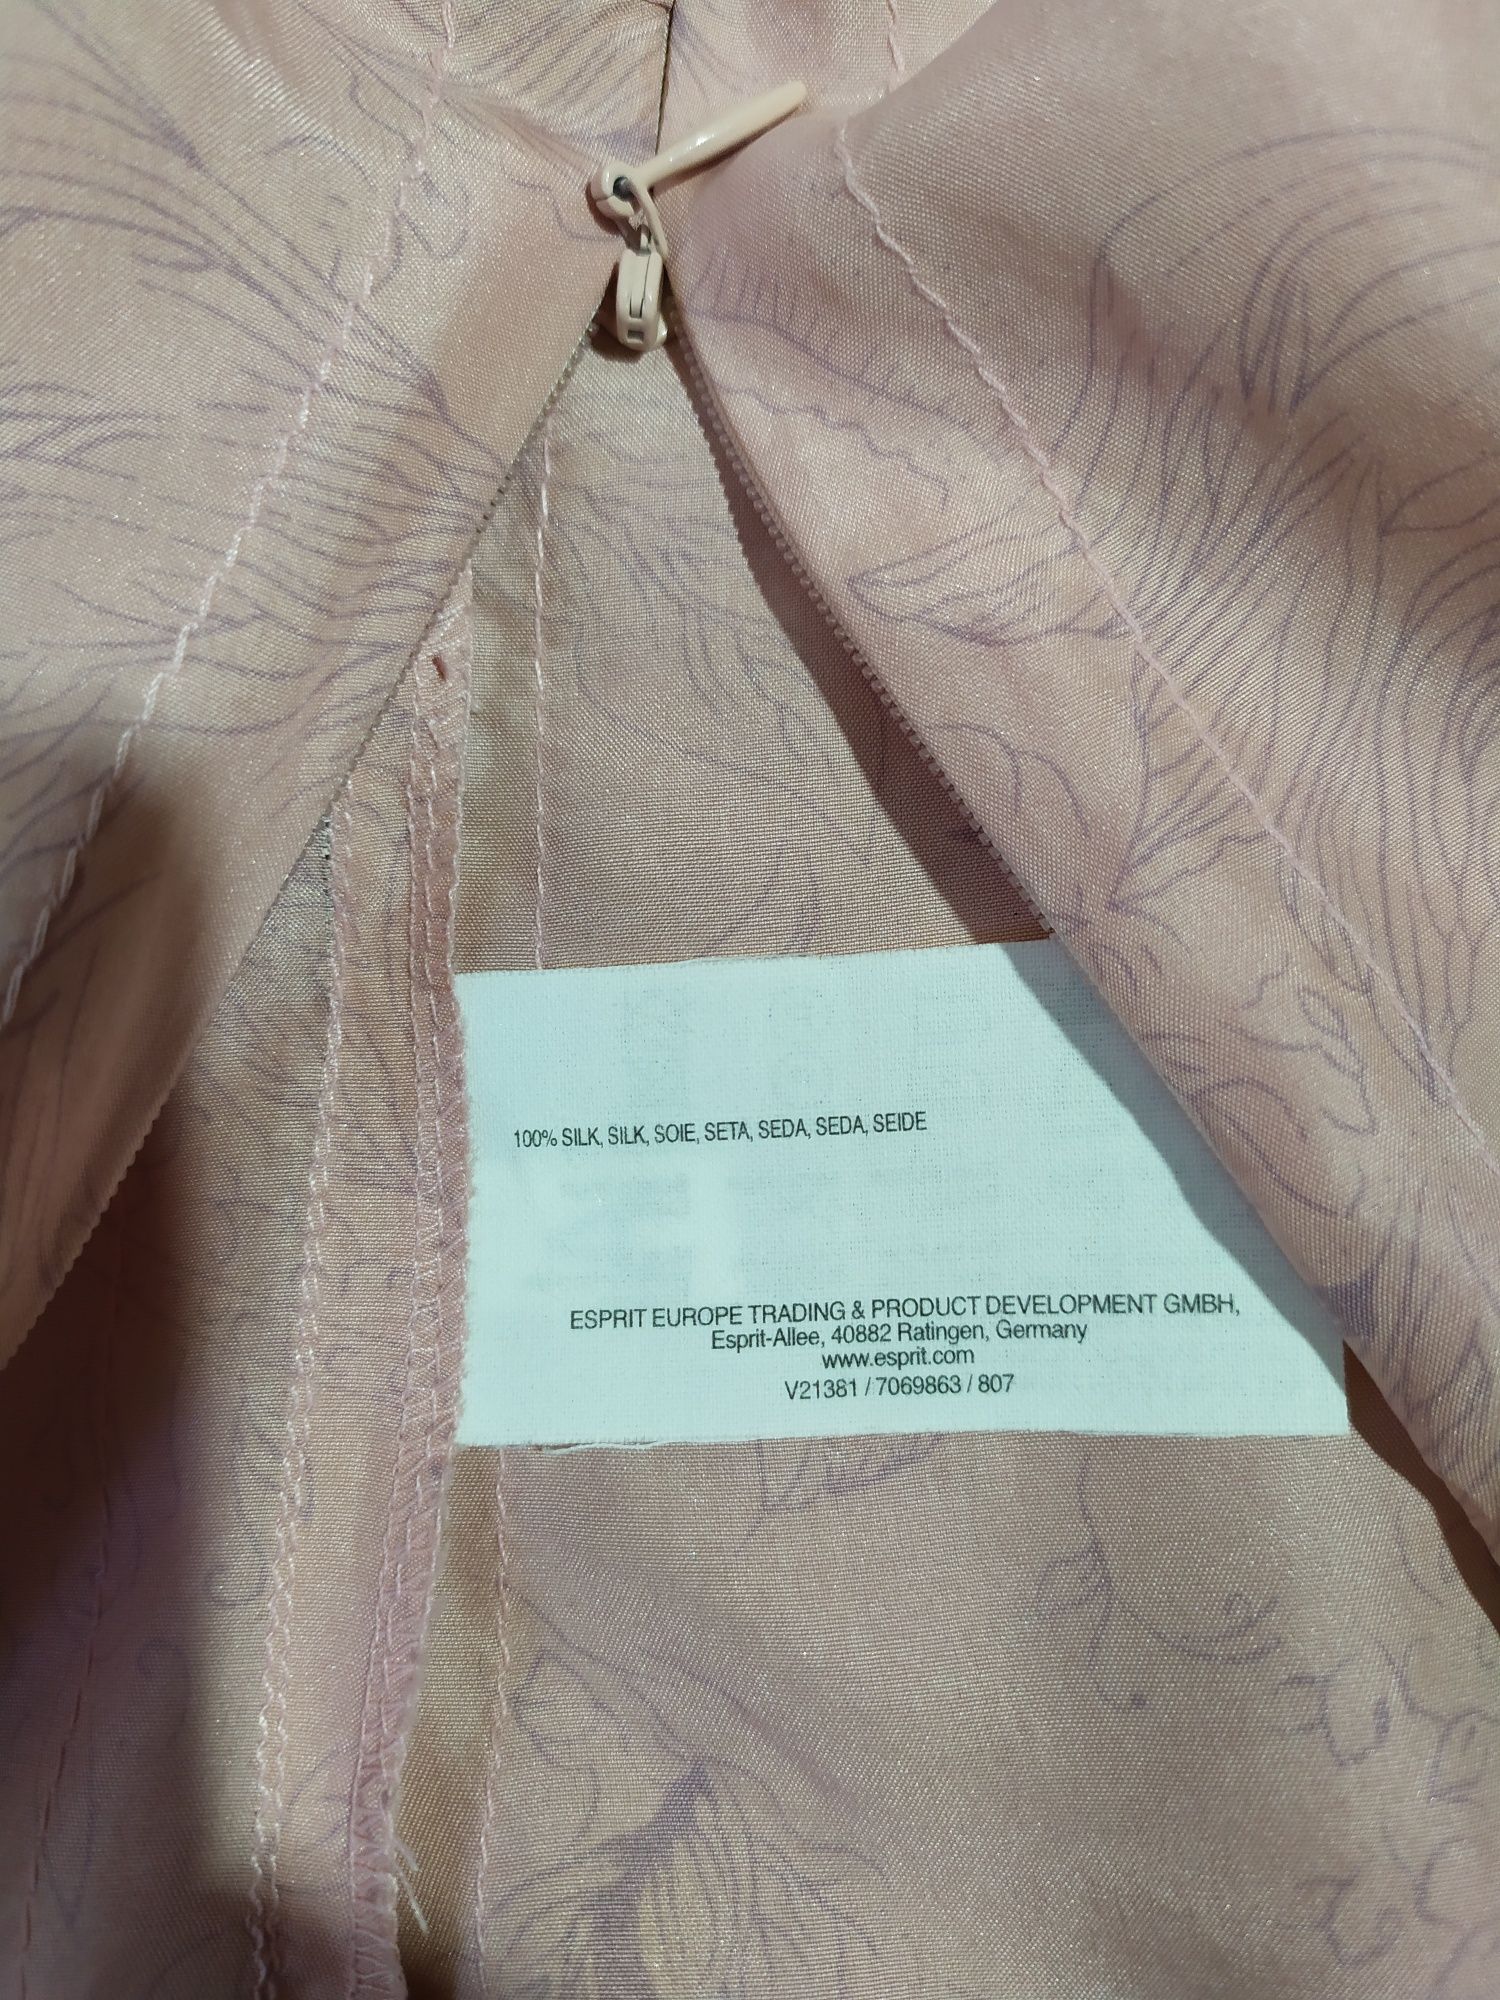 100% SILK, SILK, SOIE, SETA, SEDA, SEDA, SEIDE
ESPRIT EUROPE TRADING & PRODUCT DEVELOPMENT GMBH,
Esprit-Allee, 40882 Ratingen, Germany
www.esprit.com
V21381 / 7069863 / 807